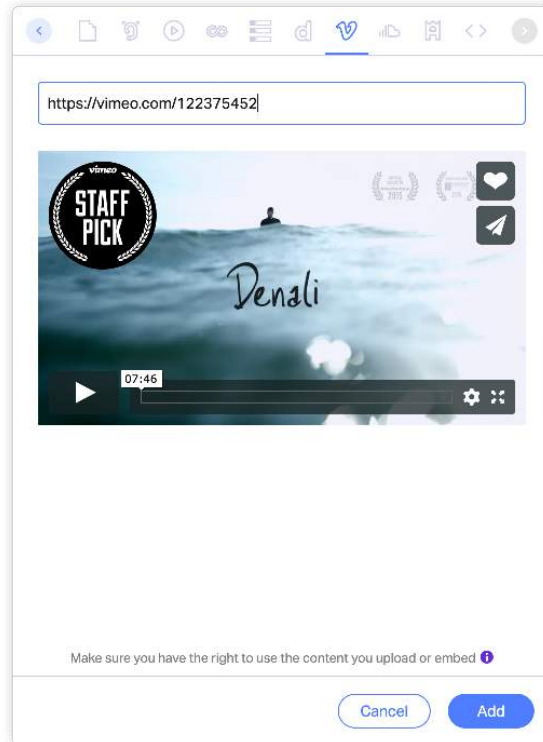 https://vimeo.com/122375452
vimeo
STAFF
PICK
2015
Denali
07:46
Make sure you have the right to use the content you upload or embed
Cancel
Add